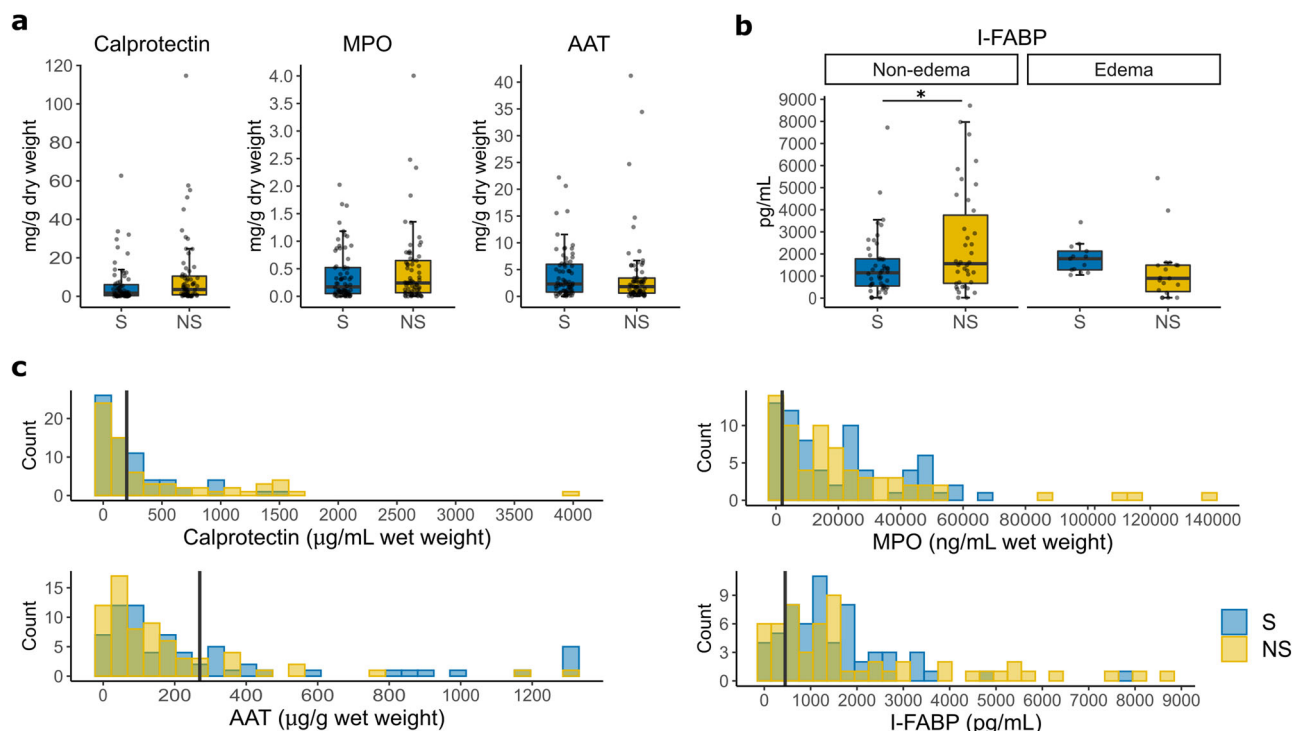 a
Calprotectin
MPO
AAT
mg/g dry weight
120
100
80
60
40
20
0
S
NS
mg/g dry weight
4.0
3.5
3.0
2.5
2.0
1.5
1.0
0.5
0.0
S
NS
mg/g dry weight
40
35
30
25
20
15
10
5
0
S
NS
b
I-FABP
Non-edema
Edema
*
pg/mL
9000
8000
7000
6000
5000
4000
3000
2000
1000
0
S
NS
S
NS
c
Count
20
10
0
0 500 1000 1500 2000 2500 3000 3500 4000
Calprotectin (µg/mL wet weight)
Count
10
5
0
0 20000 40000 60000 80000 100000 120000 140000
MPO (ng/mL wet weight)
Count
15
10
5
0
0 200 400 600 800 1000 1200
AAT (µg/g wet weight)
Count
9
6
3
0
0 1000 2000 3000 4000 5000 6000 7000 8000 9000
I-FABP (pg/mL)
S
NS